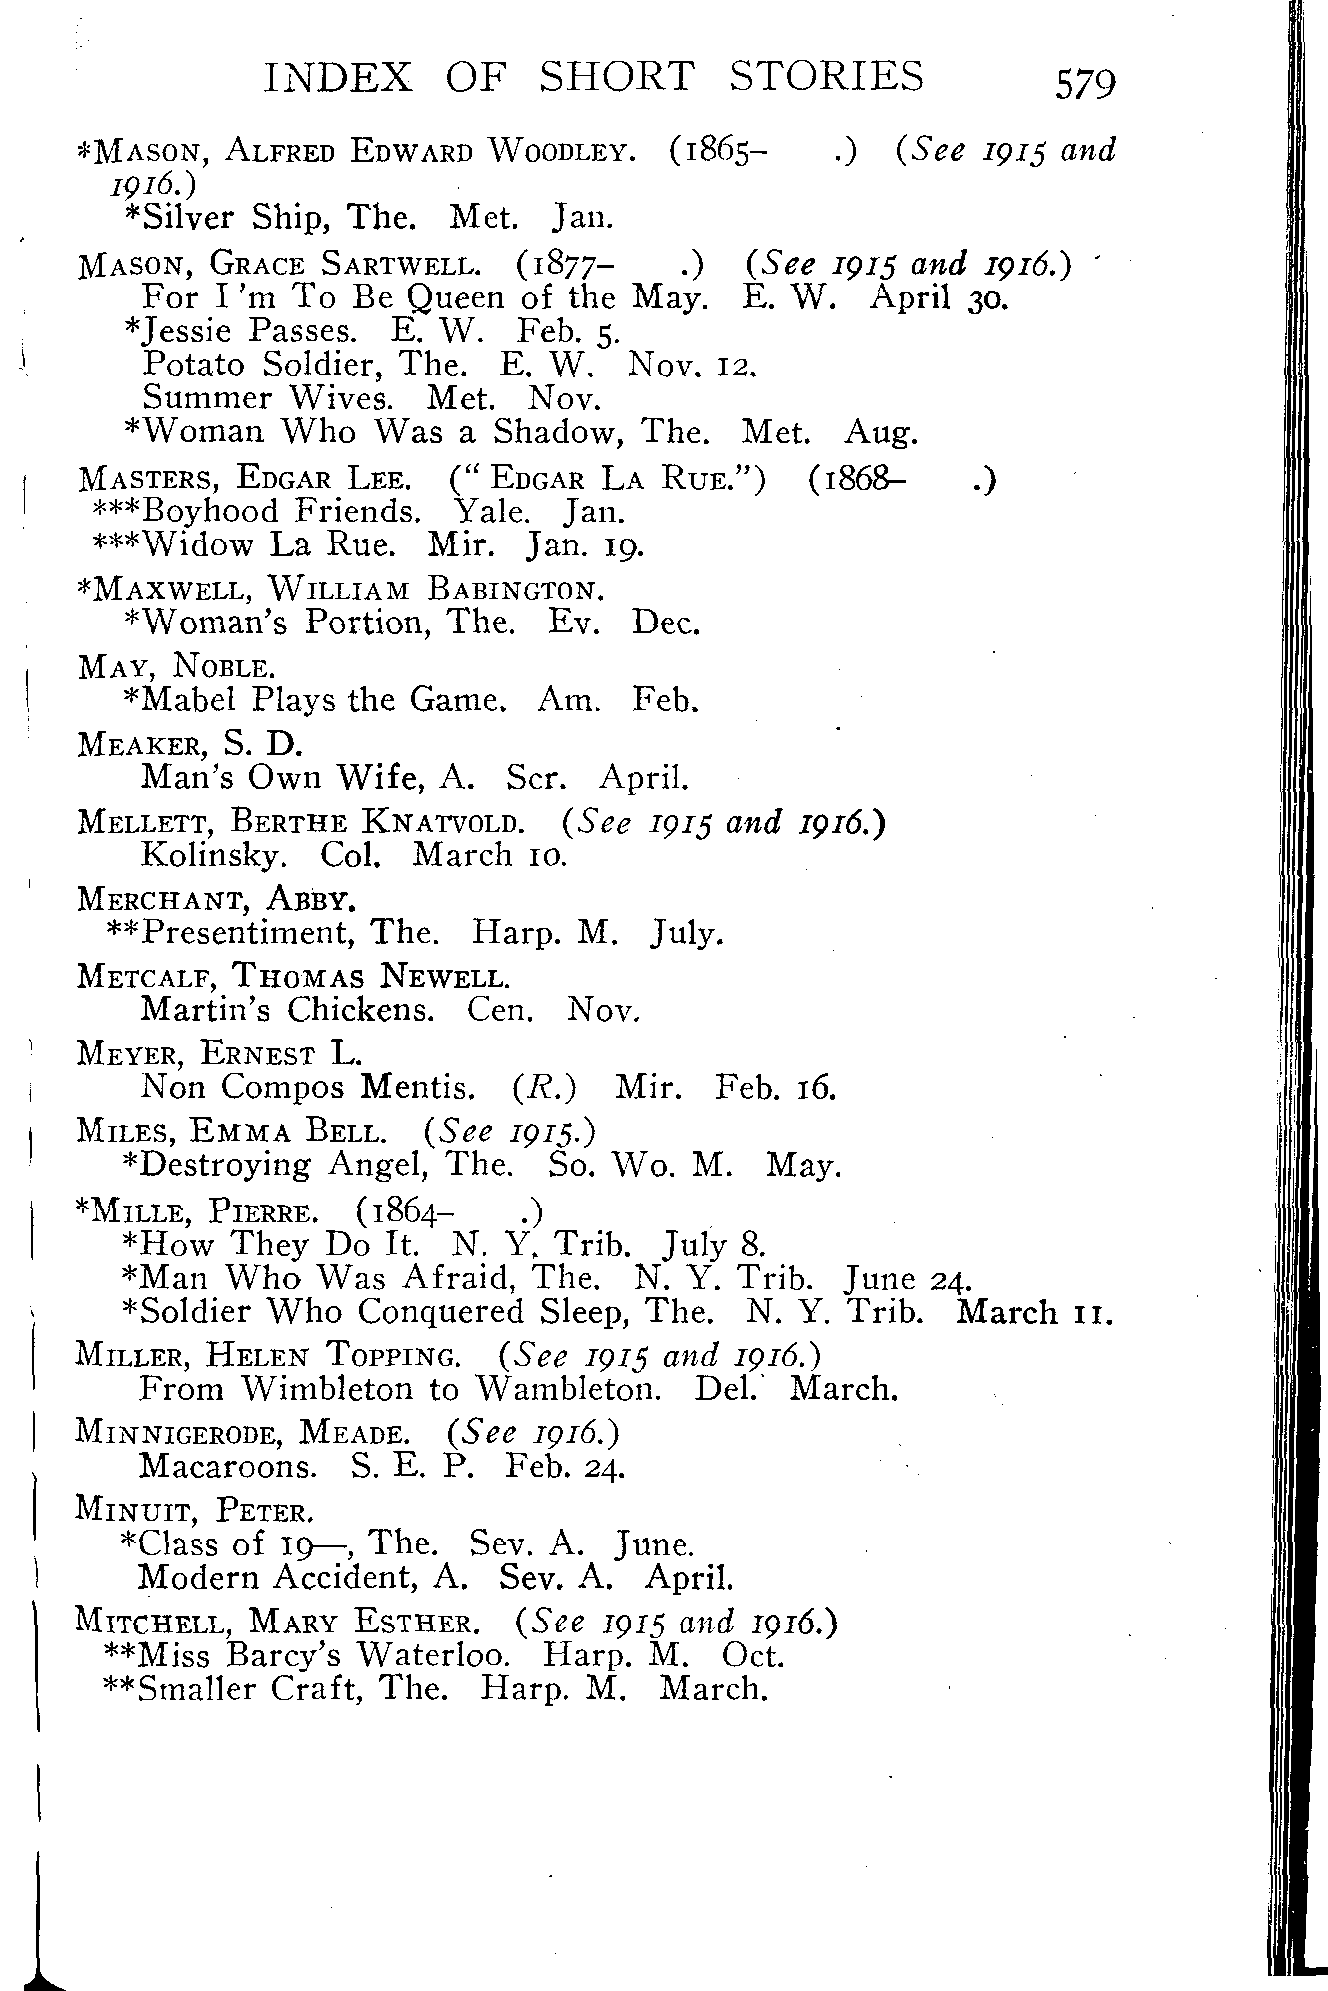 INDEX OF SHORT STORIES 579
*MASON, ALFRED EDWARD WOODLEY. (1865– .) (See 1915 and
1916.)
*Silver Ship, The. Met. Jan.
MASON, GRACE SARTWELL. (1877– .) (See 1915 and 1916.)
For I 'm To Be Queen of the May. E. W. April 30.
*Jessie Passes. E. W. Feb. 5.
Potato Soldier, The. E. W. Nov. 12.
Summer Wives. Met. Nov.
*Woman Who Was a Shadow, The. Met. Aug.
MASTERS, EDGAR LEE. (“ EDGAR LA RUE.”) (1868– .)
***Boyhood Friends. Yale. Jan.
***Widow La Rue. Mir. Jan. 19.
*MAXWELL, WILLIAM BABINGTON.
*Woman's Portion, The. Ev. Dec.
MAY, NOBLE.
*Mabel Plays the Game. Am. Feb.
MEAKER, S. D.
Man's Own Wife, A. Scr. April.
MELLETT, BERTHE KNATVOLD. (See 1915 and 1916.)
Kolinsky. Col. March 10.
MERCHANT, ABBY.
**Presentiment, The. Harp. M. July.
METCALF, THOMAS NEWELL.
Martin's Chickens. Cen. Nov.
MEYER, ERNEST L.
Non Compos Mentis. (R.) Mir. Feb. 16.
MILES, EMMA BELL. (See 1915.)
*Destroying Angel, The. So. Wo. M. May.
*MILLE, PIERRE. (1864– .)
*How They Do It. N. Y. Trib. July 8.
*Man Who Was Afraid, The. N. Y. Trib. June 24.
*Soldier Who Conquered Sleep, The. N. Y. Trib. March 11.
MILLER, HELEN TOPPING. (See 1915 and 1916.)
From Wimbleton to Wambleton. Del. March.
MINNIGERODE, MEADE. (See 1916.)
Macaroons. S. E. P. Feb. 24.
MINUIT, PETER.
*Class of 19—, The. Sev. A. June.
Modern Accident, A. Sev. A. April.
MITCHELL, MARY ESTHER. (See 1915 and 1916.)
**Miss Barcy's Waterloo. Harp. M. Oct.
**Smaller Craft, The. Harp. M. March.